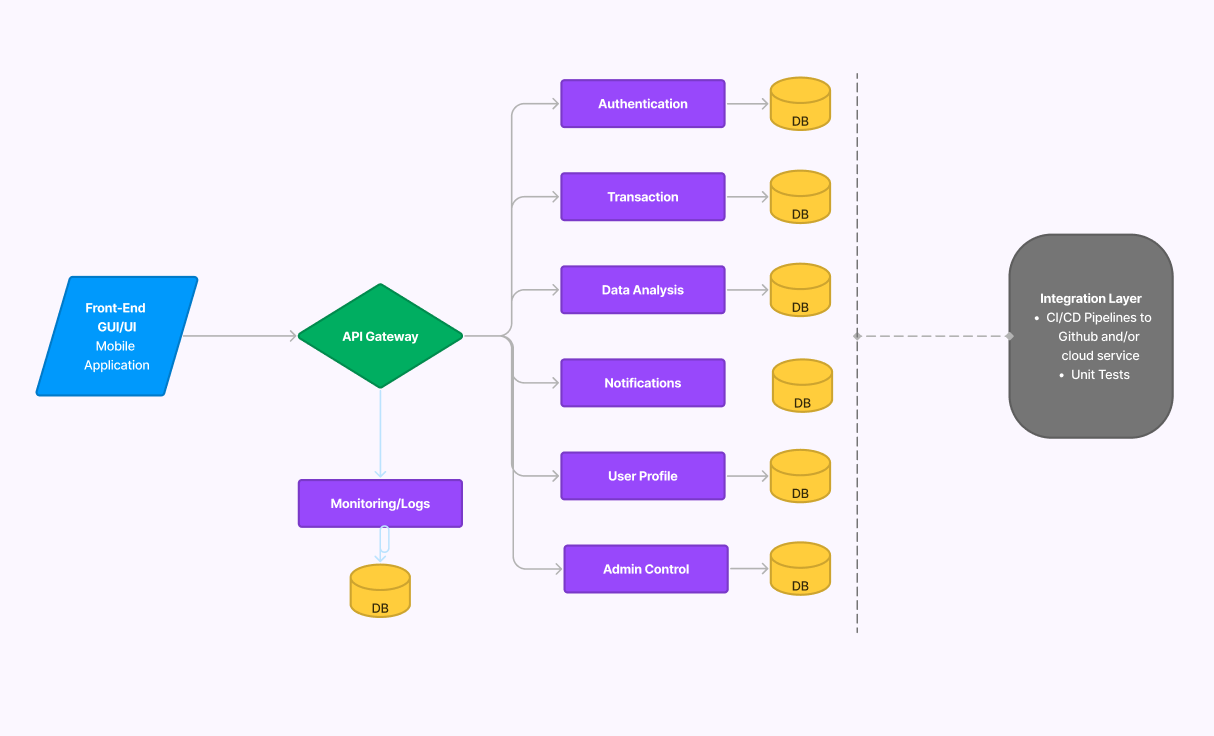 Authentication
DB
Transaction
DB
Data Analysis
DB
Front-End
GUI/UI
Mobile
Application
API Gateway
Integration Layer
• CI/CD Pipelines to
Github and/or
cloud service
• Unit Tests
Notifications
DB
User Profile
DB
Monitoring/Logs
DB
Admin Control
DB